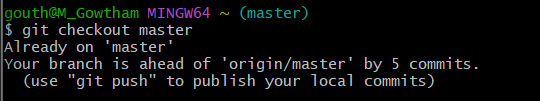 gouth@M_Gowtham MINGW64 ~ (master)
$ git checkout master
Already on 'master'
Your branch is ahead of 'origin/master' by 5 commits.
  (use "git push" to publish your local commits)